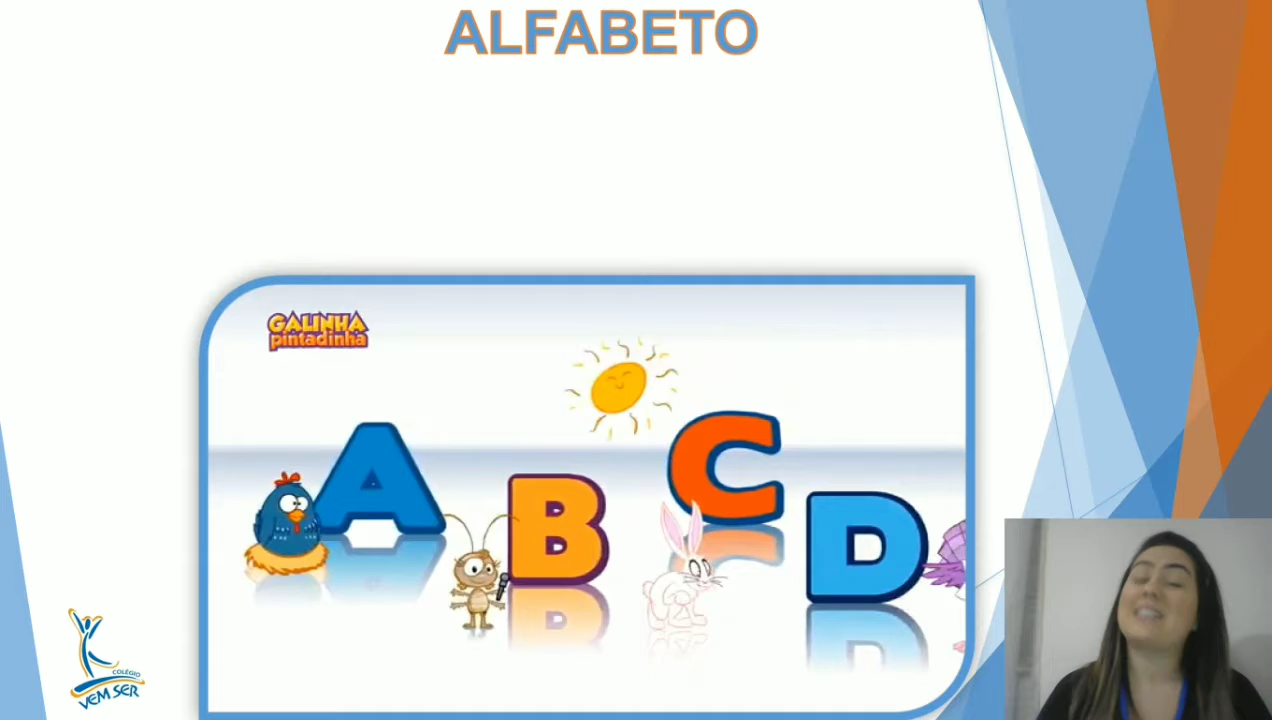 ALFABETO
GALINHA
pintadinha
A B C D
COLÉGIO
VEM SER